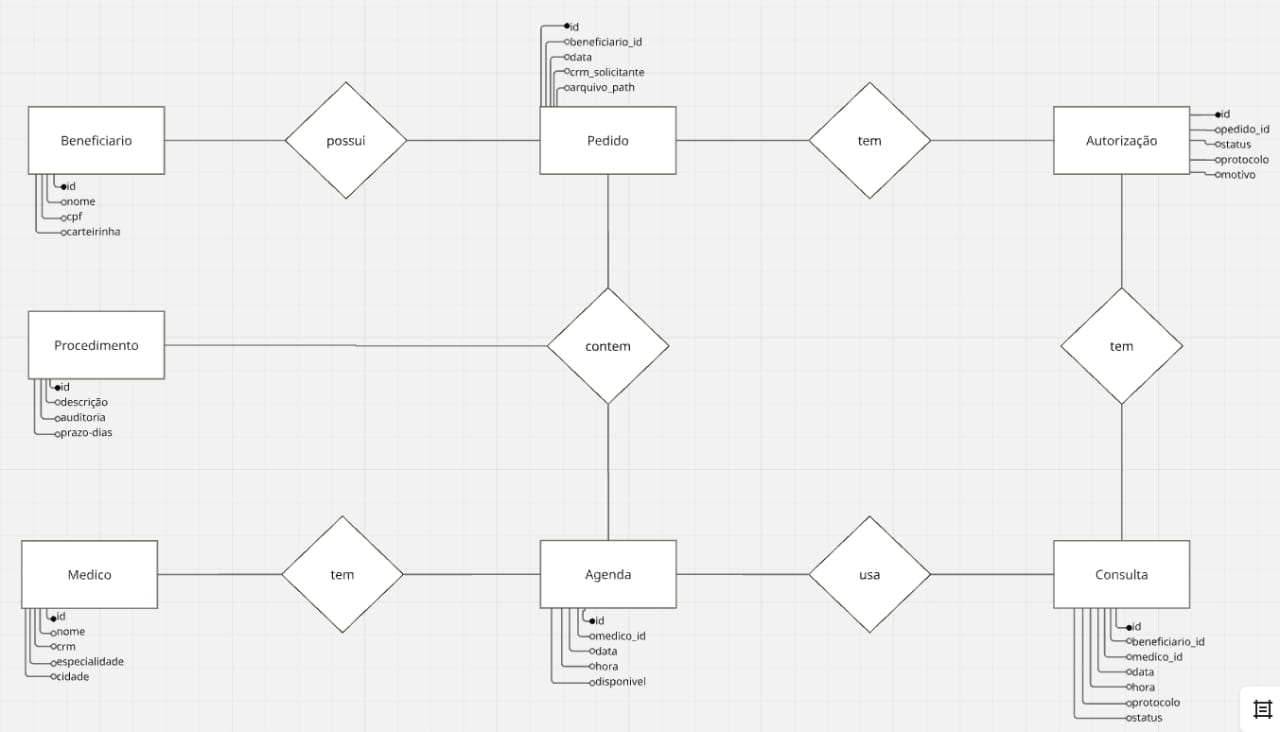 id
beneficiario_id
data
crm_solicitante
arquivo_path
Beneficiario
possui
Pedido
tem
Autorização
id
pedido_id
status
protocolo
motivo
id
nome
cpf
carteirinha
Procedimento
contem
tem
id
descrição
auditoria
prazo-dias
Medico
tem
Agenda
usa
Consulta
id
nome
crm
especialidade
cidade
id
medico_id
data
hora
disponivel
id
beneficiario_id
medico_id
data
hora
protocolo
status